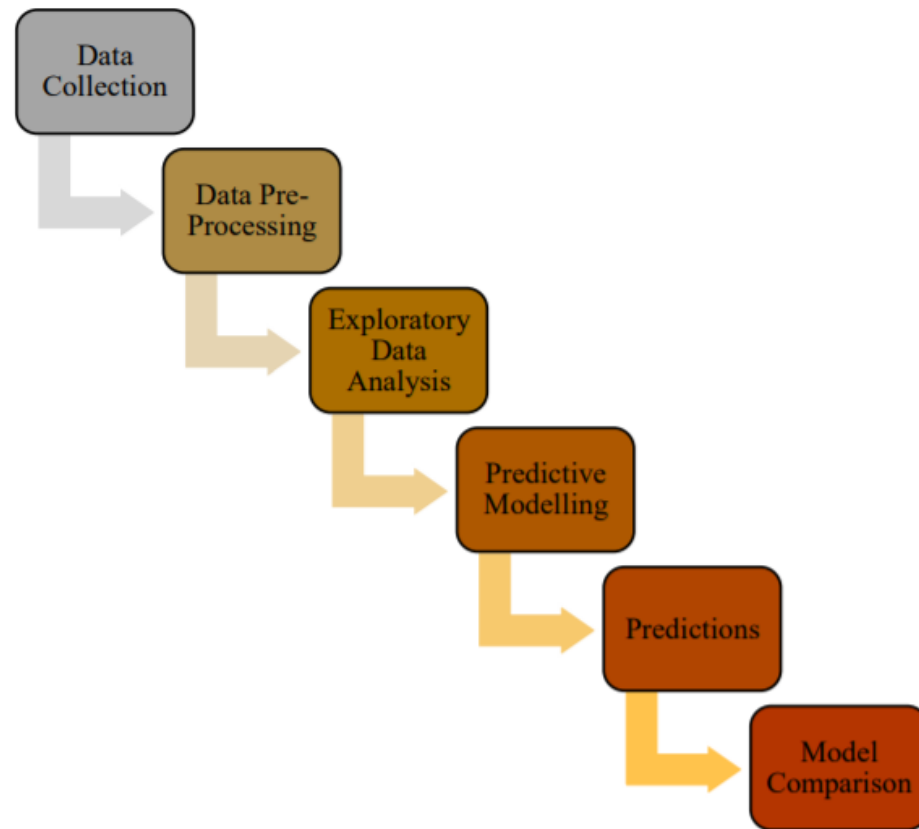 Data
Collection
Data Pre-
Processing
Exploratory
Data
Analysis
Predictive
Modelling
Predictions
Model
Comparison